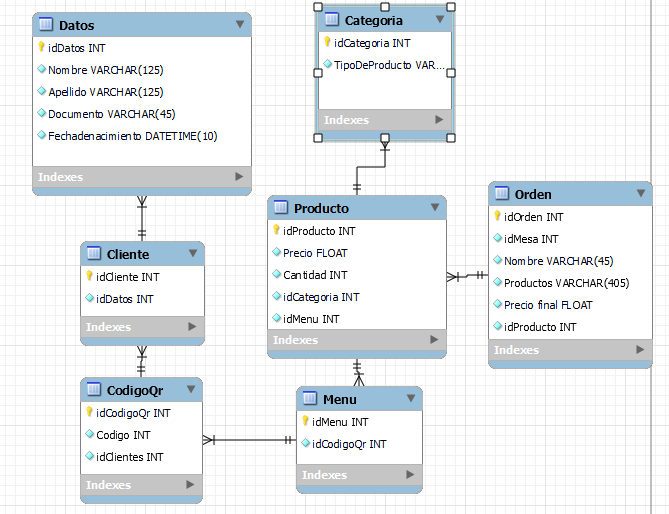 Datos
idDatos INT
Nombre VARCHAR(125)
Apellido VARCHAR(125)
Documento VARCHAR(45)
Fechadenacimiento DATETIME(10)
Indexes
Categoria
idCategoria INT
TipoDeProducto VAR...
Indexes
Cliente
idCliente INT
idDatos INT
Indexes
Producto
idProducto INT
Precio FLOAT
Cantidad INT
idCategoria INT
idMenu INT
Indexes
Orden
idOrden INT
idMesa INT
Nombre VARCHAR(45)
Productos VARCHAR(405)
Precio final FLOAT
idProducto INT
Indexes
CodigoQr
idCodigoQr INT
Codigo INT
idClientes INT
Indexes
Menu
idMenu INT
idCodigoQr INT
Indexes